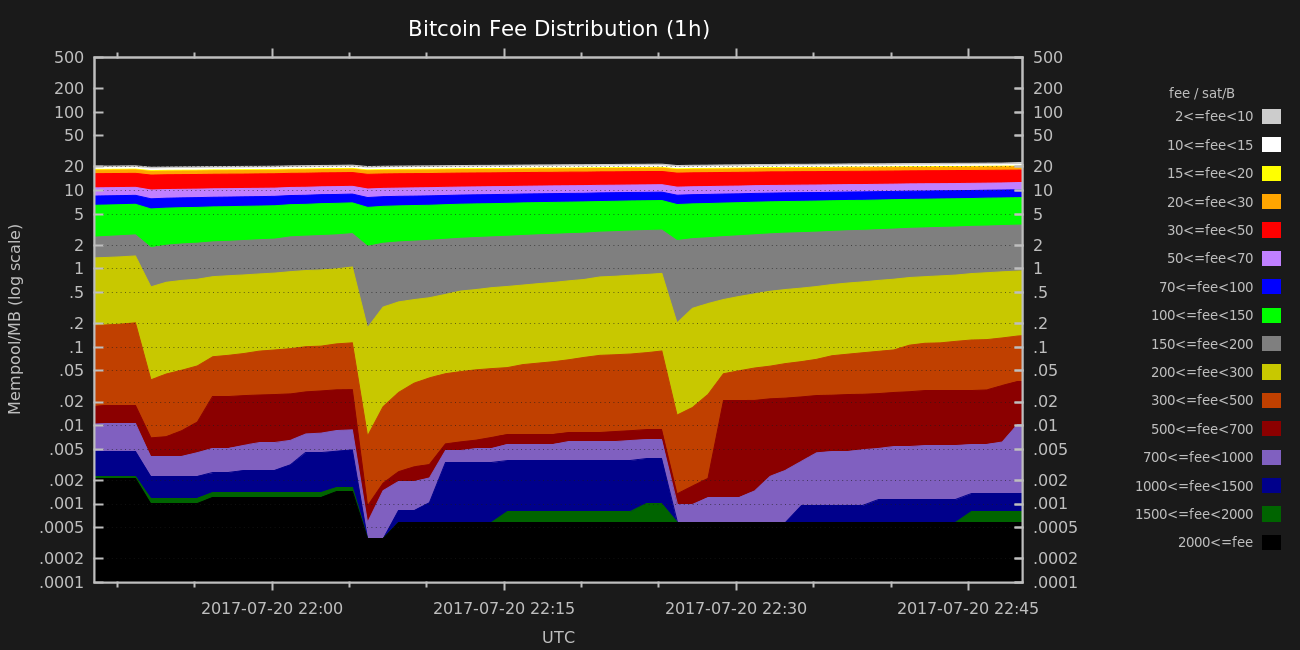 Bitcoin Fee Distribution (1h)
Mempool/MB (log scale)
500
200
100
50
20
10
5
2
1
.5
.2
.1
.05
.02
.01
.005
.002
.001
.0005
.0002
.0001
500
200
100
50
20
10
5
2
1
.5
.2
.1
.05
.02
.01
.005
.002
.001
.0005
.0002
.0001
2017-07-20 22:00 2017-07-20 22:15 2017-07-20 22:30 2017-07-20 22:45
UTC
fee / sat/B
2<=fee<10
10<=fee<15
15<=fee<20
20<=fee<30
30<=fee<50
50<=fee<70
70<=fee<100
100<=fee<150
150<=fee<200
200<=fee<300
300<=fee<500
500<=fee<700
700<=fee<1000
1000<=fee<1500
1500<=fee<2000
2000<=fee